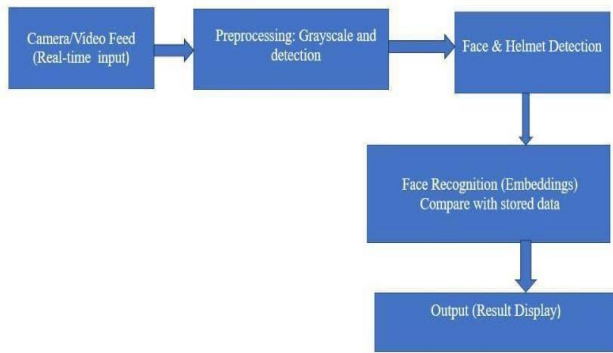 Camera/Video Feed
(Real-time input)
Preprocessing: Grayscale and
detection
Face & Helmet Detection
Face Recognition (Embeddings)
Compare with stored data
Output (Result Display)